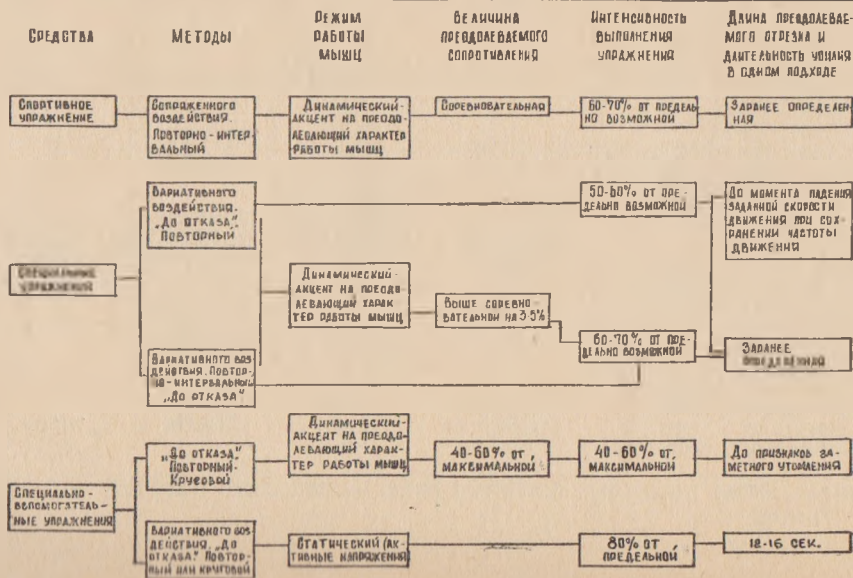 СРЕДСТВА
МЕТОДЫ
РЕЖИМ
РАБОТЫ
МЫШЦ
ВЕЛИЧИНА
ПРЕОДОЛЕВАЕМОГО
СОПРОТИВЛЕНИЯ
ИНТЕНСИВНОСТЬ
ВЫПОЛНЕНИЯ
УПРАЖНЕНИЯ
ДЛИНА ПРЕОДОЛЕВАЕ-
МОГО ОТРЕЗКА И
ДЛИТЕЛЬНОСТЬ УСИЛИЯ
В ОДНОМ ПОДХОДЕ
СПОРТИВНОЕ
УПРАЖНЕНИЕ
СОПРЯЖЕННОГО
ВОЗДЕЙСТВИЯ.
ПОВТОРНО-ИНТЕР-
ВАЛЬНЫЙ
ДИНАМИЧЕСКИЙ-
АКЦЕНТ НА ПРЕОДО-
ЛЕВАЮЩИЙ ХАРАКТЕР
РАБОТЫ МЫШЦ
СОРЕВНОВАТЕЛЬНАЯ
60-70% ОТ ПРЕДЕЛЬ-
НО ВОЗМОЖНОЙ
ЗАРАНЕЕ ОПРЕДЕЛЕН-
НАЯ
СПЕЦИАЛЬНЫЕ
УПРАЖНЕНИЯ
ВАРИАТИВНОГО
ВОЗДЕЙСТВИЯ.
„ДО ОТКАЗА".
ПОВТОРНЫЙ
50-60% ОТ ПРЕ-
ДЕЛЬНО ВОЗМОЖНОЙ
ДО МОМЕНТА ПАДЕНИЯ
ЗАДАННОЙ СКОРОСТИ
ДВИЖЕНИЯ ПРИ СОХ-
РАНЕНИИ ЧАСТОТЫ
ДВИЖЕНИЯ
ДИНАМИЧЕСКИЙ-
АКЦЕНТ НА ПРЕОДО-
ЛЕВАЮЩИЙ ХАРАК-
ТЕР РАБОТЫ МЫШЦ
ВЫШЕ СОРЕВНО-
ВАТЕЛЬНОЙ НА 3-5%
ВАРИАТИВНОГО ВОЗ-
ДЕЙСТВИЯ. ПОВТОР-
НО-ИНТЕРВАЛЬНЫЙ
„ДО ОТКАЗА"
60-70% ОТ ПРЕ-
ДЕЛЬНО ВОЗМОЖНОЙ
ЗАРАНЕЕ
ОПРЕДЕЛЕННАЯ
СПЕЦИАЛЬНО-
ВСПОМОГАТЕЛЬ-
НЫЕ УПРАЖНЕНИЯ
„ДО ОТКАЗА"
ПОВТОРНЫЙ-
КРУГОВОЙ
ДИНАМИЧЕСКИЙ-
АКЦЕНТ НА ПРЕОДО-
ЛЕВАЮЩИЙ ХАРАК-
ТЕР РАБОТЫ МЫШЦ
40-60% ОТ
МАКСИМАЛЬНОЙ
40-60% ОТ
МАКСИМАЛЬНОЙ
ДО ПРИЗНАКОВ ЗА-
МЕТНОГО УТОМЛЕНИЯ
ВАРИАТИВНОГО ВОЗ-
ДЕЙСТВИЯ, „ДО
ОТКАЗА". ПОВТОР-
НЫЙ ИЛИ КРУГОВОЙ
СТАТИЧЕСКИЙ (АК-
ТИВНЫЕ НАПРЯЖЕНИЯ
80% ОТ
ПРЕДЕЛЬНОЙ
12-16 СЕК.